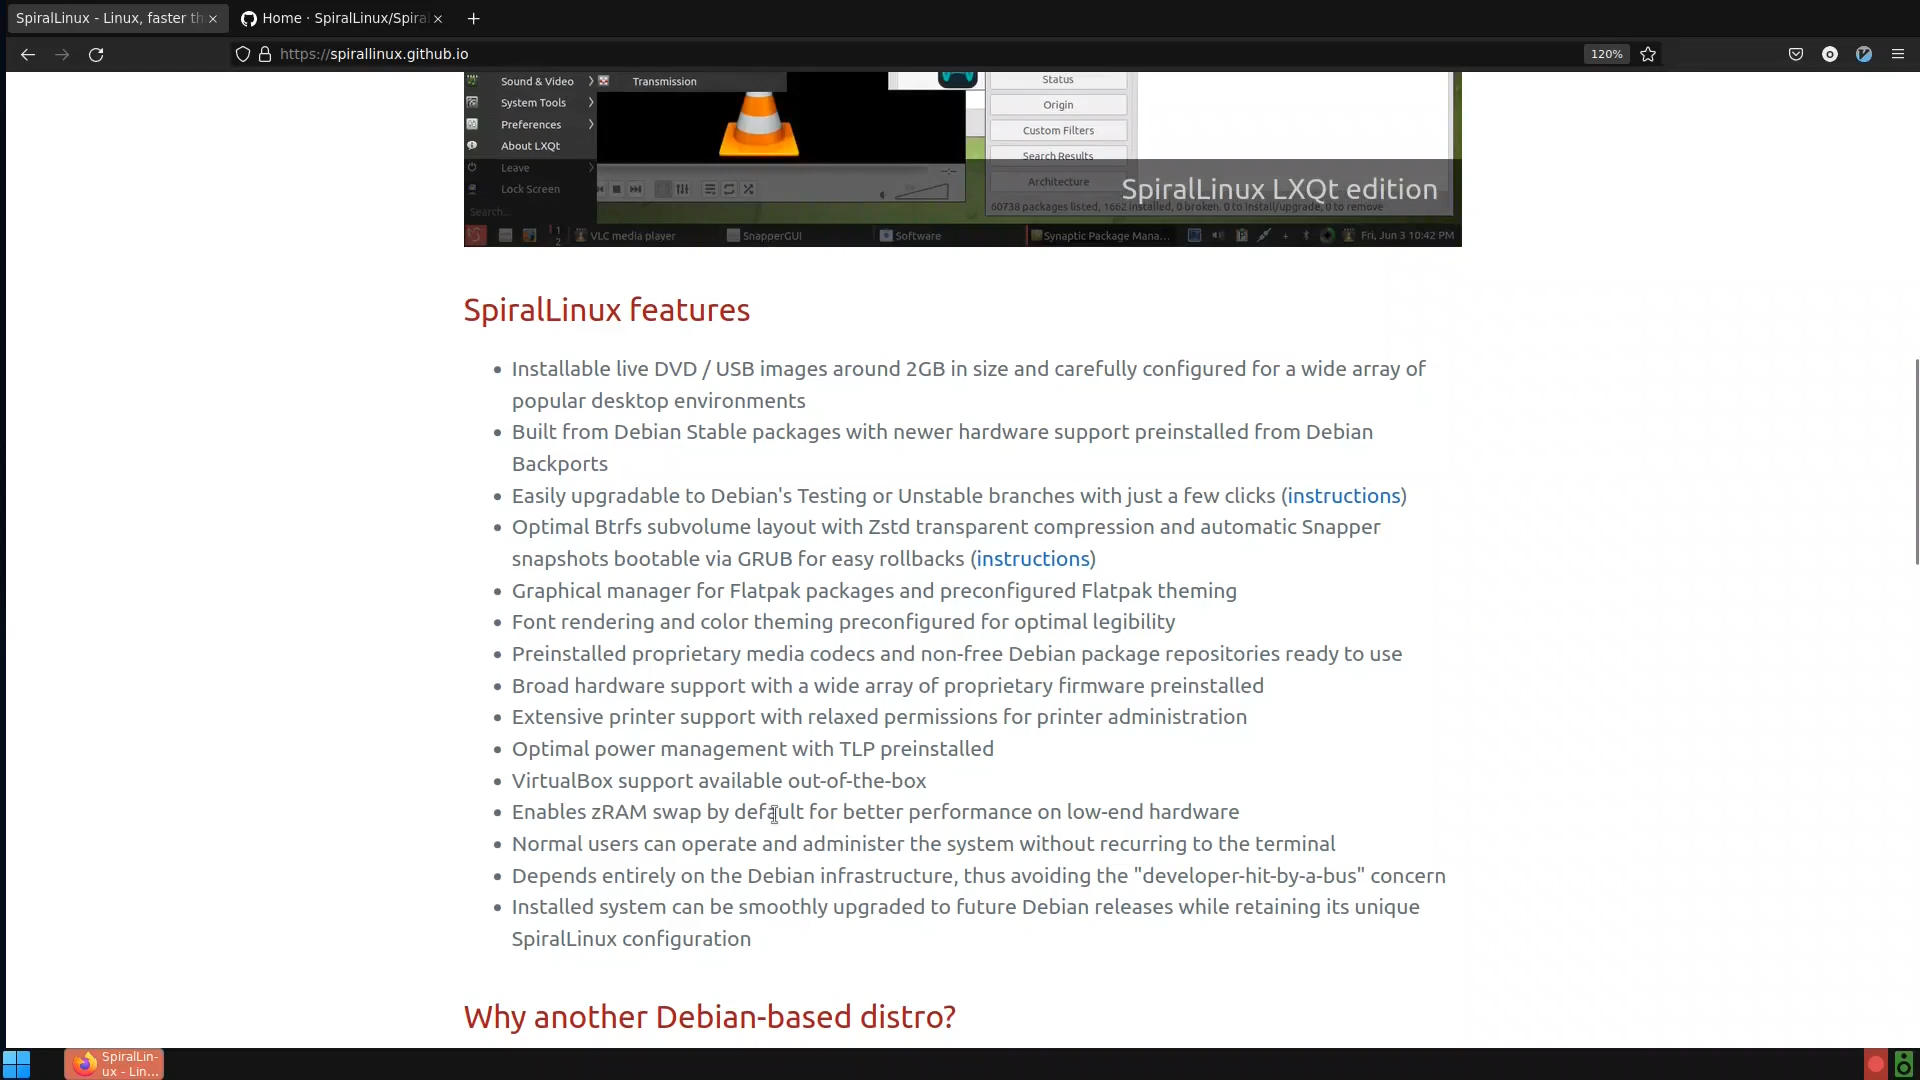 SpiralLinux - Linux, faster th
Home · SpiralLinux/Spiral
https://spirallinux.github.io
120%
Sound & Video
Transmission
System Tools
Preferences
About LXQt
Leave
Lock Screen
Search...
Status
Origin
Custom Filters
Search Results
Architecture
SpiralLinux LXQt edition
60738 packages listed, 1662 installed, 0 broken. 0 to install/upgrade, 0 to remove
1
2
VLC media player
SnapperGUI
Software
Synaptic Package Mana...
Fri, Jun 3 10:42 PM
SpiralLinux features
Installable live DVD / USB images around 2GB in size and carefully configured for a wide array of
popular desktop environments
Built from Debian Stable packages with newer hardware support preinstalled from Debian
Backports
Easily upgradable to Debian's Testing or Unstable branches with just a few clicks (instructions)
Optimal Btrfs subvolume layout with Zstd transparent compression and automatic Snapper
snapshots bootable via GRUB for easy rollbacks (instructions)
Graphical manager for Flatpak packages and preconfigured Flatpak theming
Font rendering and color theming preconfigured for optimal legibility
Preinstalled proprietary media codecs and non-free Debian package repositories ready to use
Broad hardware support with a wide array of proprietary firmware preinstalled
Extensive printer support with relaxed permissions for printer administration
Optimal power management with TLP preinstalled
VirtualBox support available out-of-the-box
Enables zRAM swap by default for better performance on low-end hardware
Normal users can operate and administer the system without recurring to the terminal
Depends entirely on the Debian infrastructure, thus avoiding the "developer-hit-by-a-bus" concern
Installed system can be smoothly upgraded to future Debian releases while retaining its unique
SpiralLinux configuration
Why another Debian-based distro?
SpiralLin-
ux - Lin...